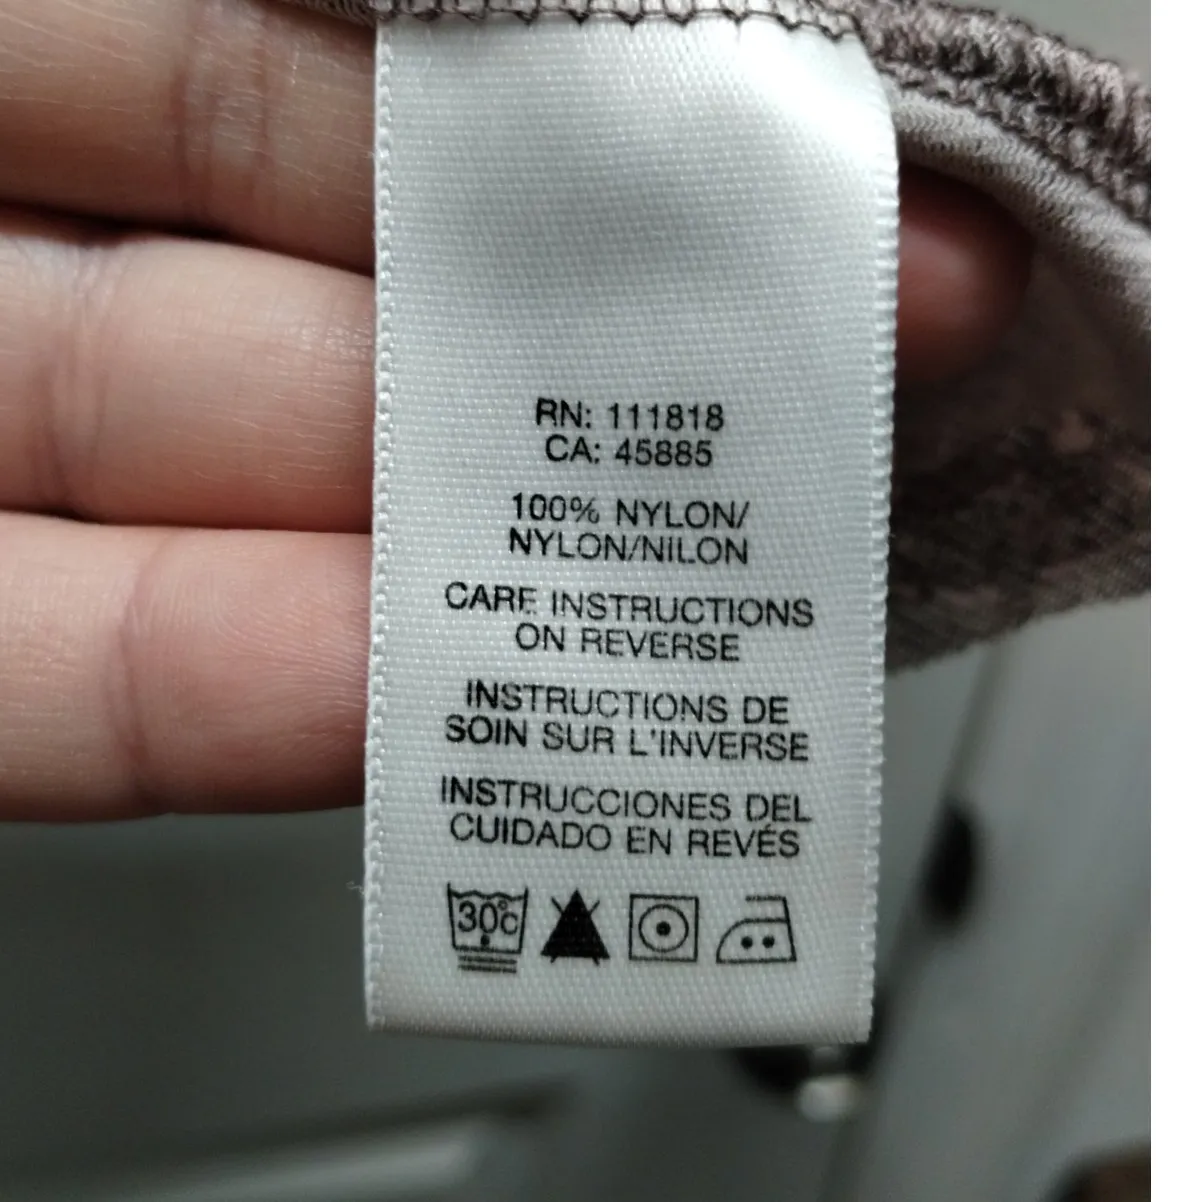 RN: 111818
CA: 45885
100% NYLON/
NYLON/NILON
CARE INSTRUCTIONS
ON REVERSE
INSTRUCTIONS DE
SOIN SUR L'INVERSE
INSTRUCCIONES DEL
CUIDADO EN REVÉS
30°C